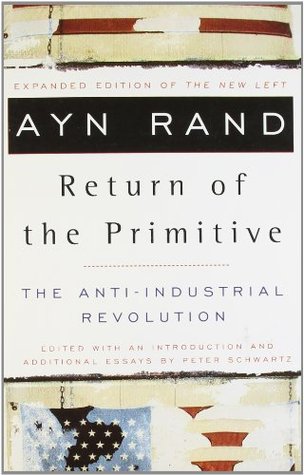 EXPANDED EDITION OF THE NEW LEFT
AYN RAND
Return of
the Primitive
THE ANTI-INDUSTRIAL
REVOLUTION
EDITED WITH AN INTRODUCTION AND
ADDITIONAL ESSAYS BY PETER SCHWARTZ